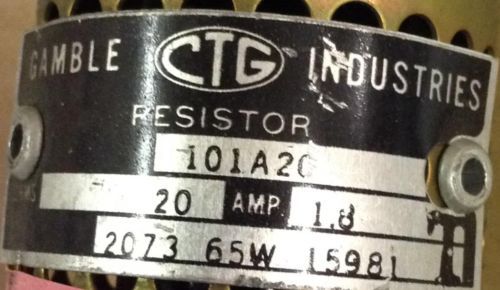 GAMBLE CTG INDUSTRIES
RESISTOR
101A20
20 AMP 1.8
2073 65W 15981